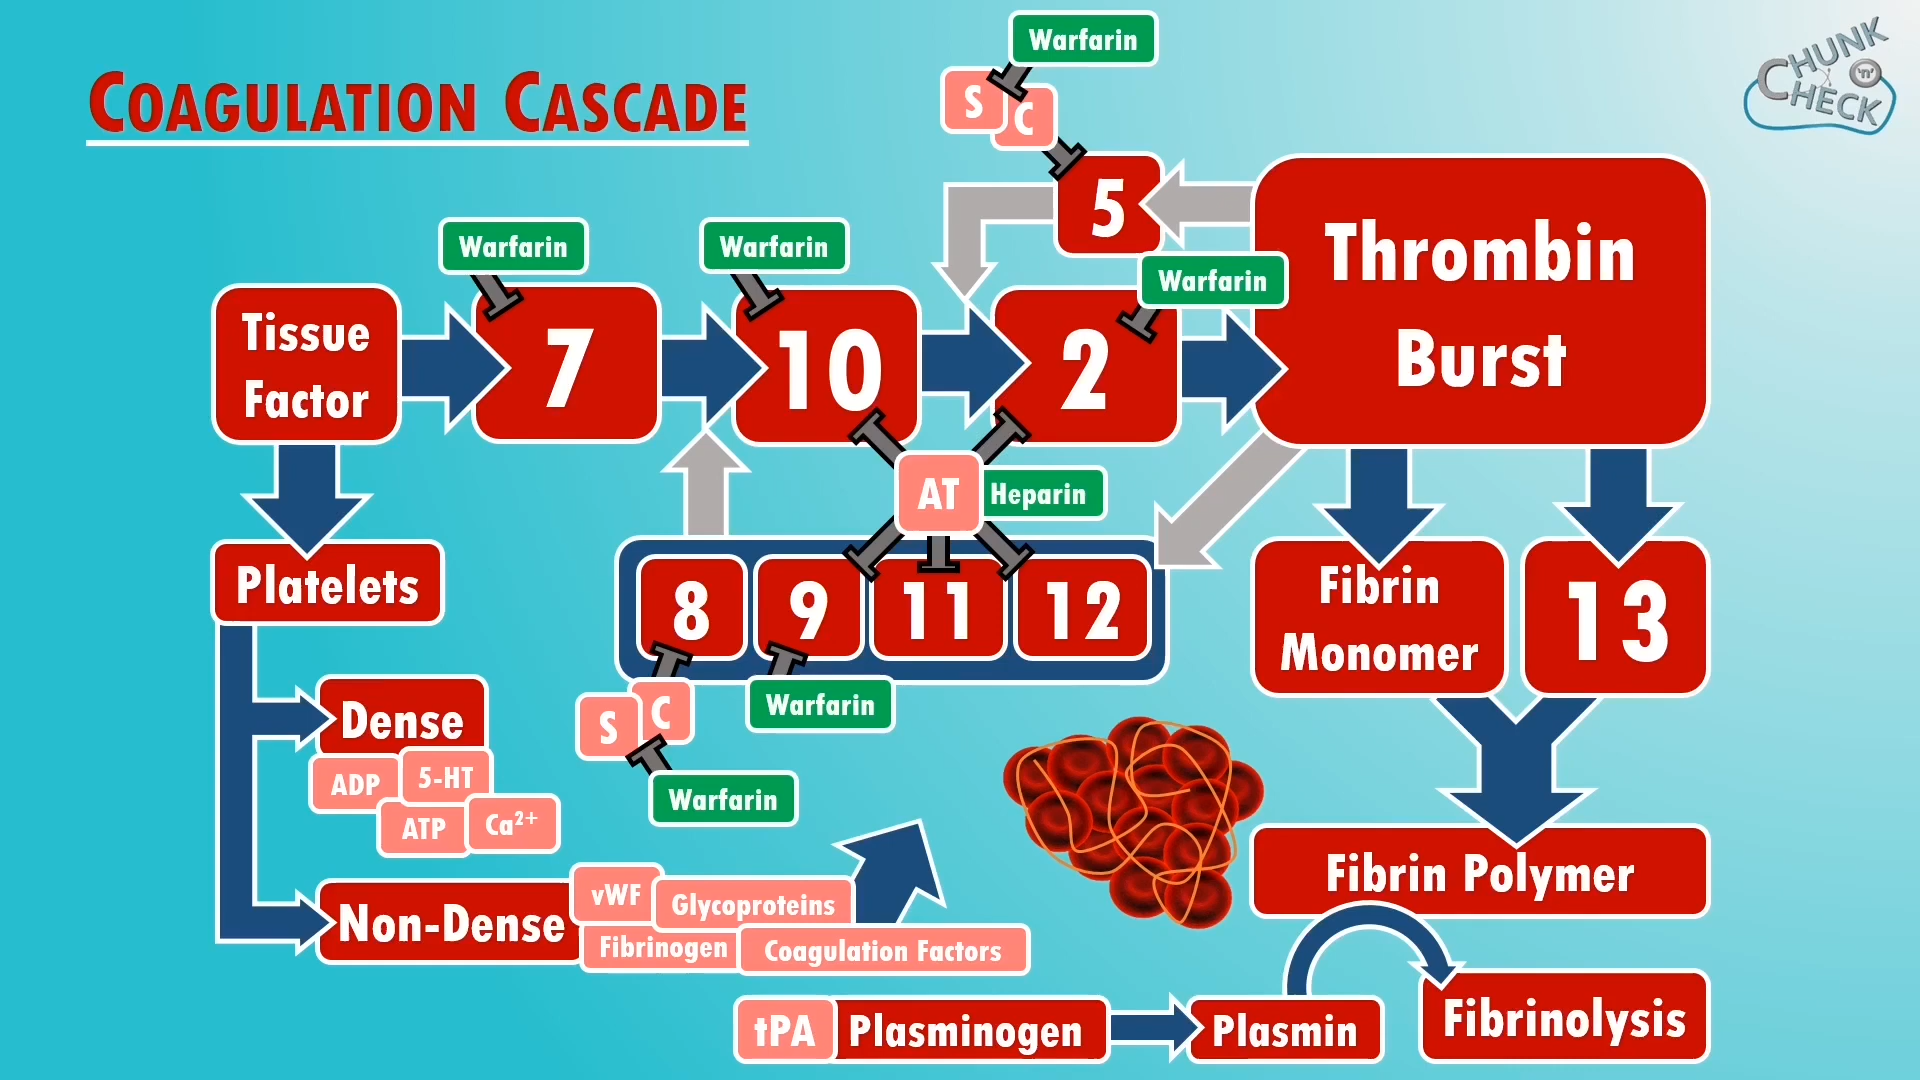 COAGULATION CASCADE
CHUNK
'n'
CHECK
Warfarin
S
C
5
Warfarin
Warfarin
Warfarin
Tissue
Factor
7
10
2
Thrombin
Burst
AT
Heparin
Platelets
8
9
11
12
Fibrin
Monomer
13
S
C
Warfarin
Warfarin
Dense
ADP
5-HT
ATP
Ca²⁺
Non-Dense
vWF
Glycoproteins
Fibrinogen
Coagulation Factors
Fibrin Polymer
tPA
Plasminogen
Plasmin
Fibrinolysis